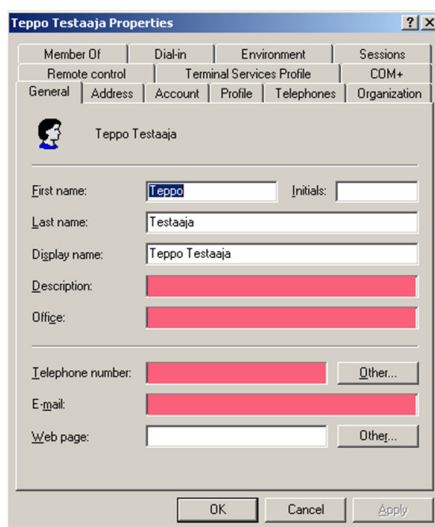 Teppo Testaaja Properties
Member Of Dial-in Environment Sessions
Remote control Terminal Services Profile COM+
General Address Account Profile Telephones Organization
Teppo Testaaja
First name: Teppo Initials:
Last name: Testaaja
Display name: Teppo Testaaja
Description:
Office:
Telephone number: Other...
E-mail:
Web page: Other...
OK Cancel Apply